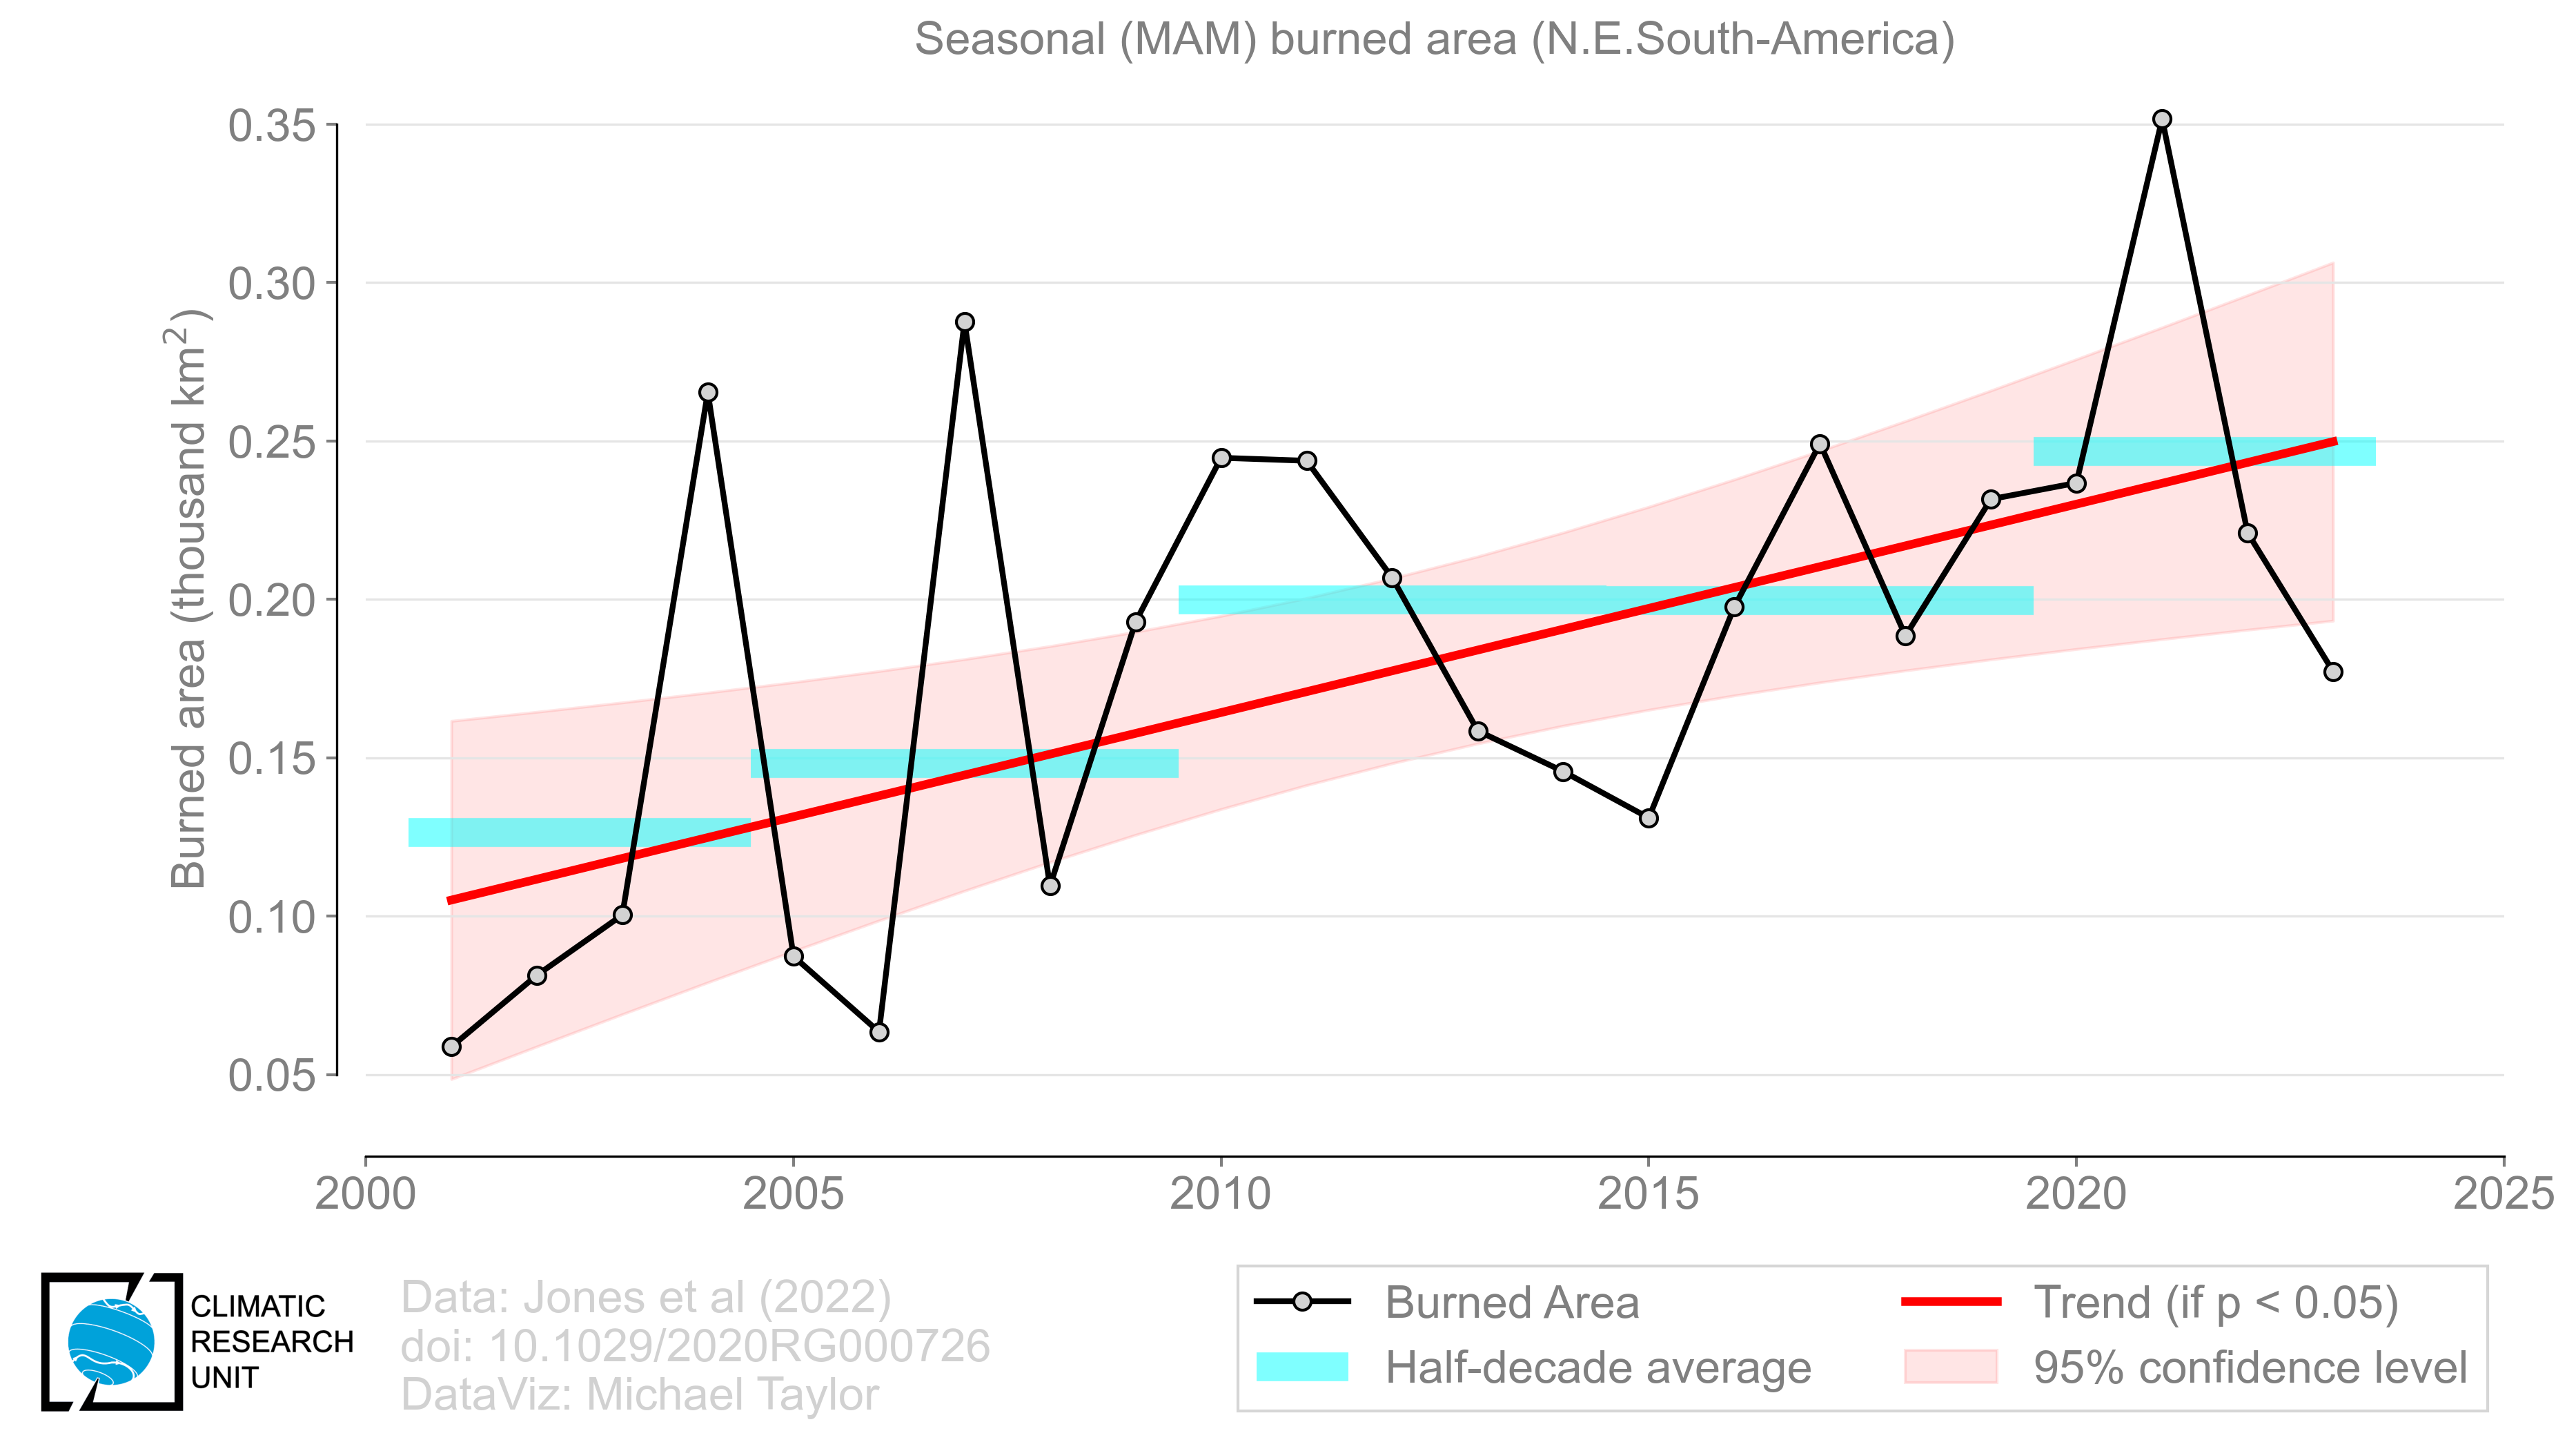 Seasonal (MAM) burned area (N.E.South-America)
Burned area (thousand km²)
0.35
0.30
0.25
0.20
0.15
0.10
0.05
2000 2005 2010 2015 2020 2025
CLIMATIC
RESEARCH
UNIT
Data: Jones et al (2022)
doi: 10.1029/2020RG000726
DataViz: Michael Taylor
Burned Area
Half-decade average
Trend (if p < 0.05)
95% confidence level